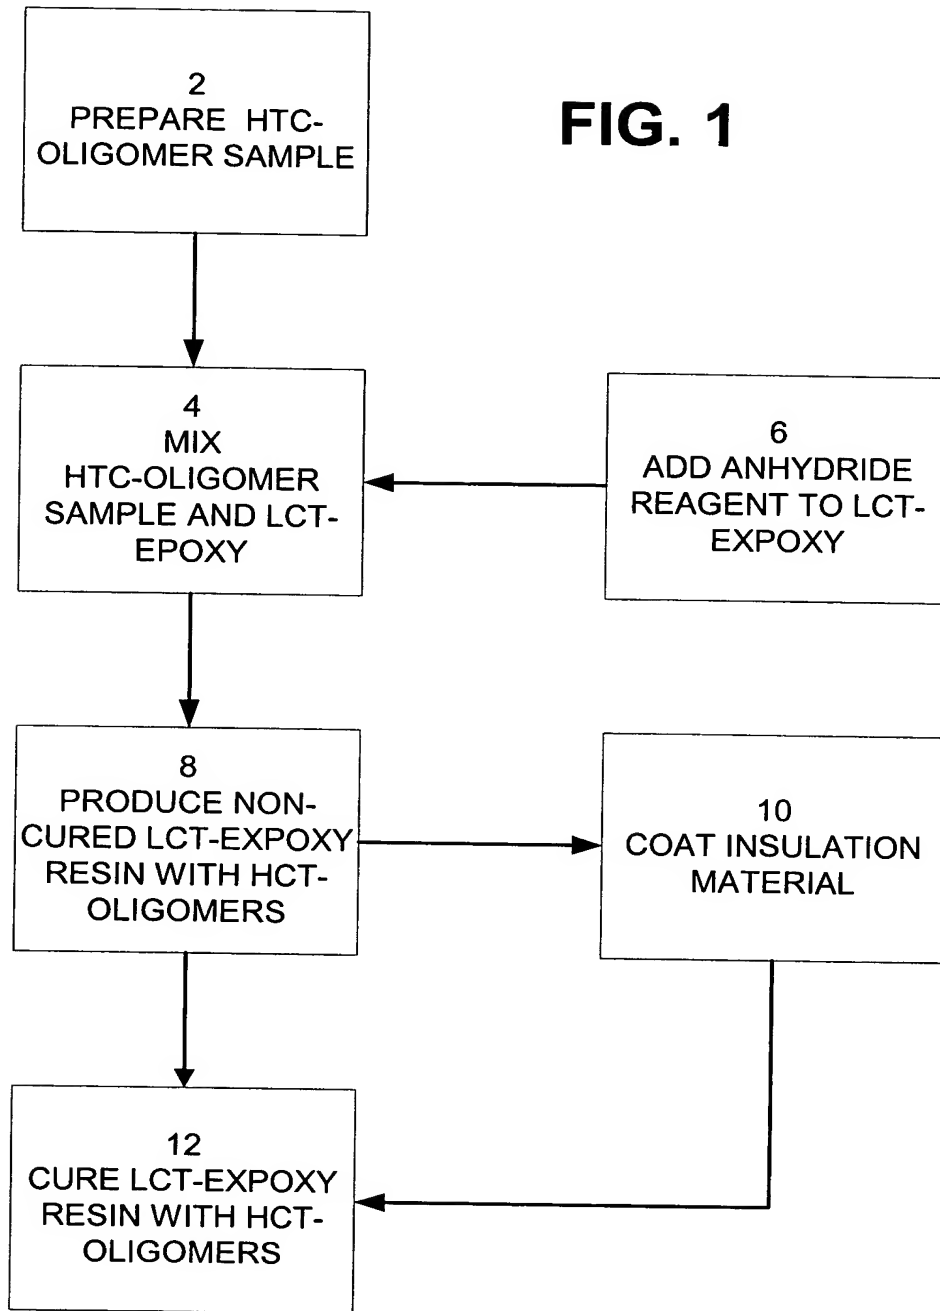 FIG. 1
2
PREPARE HTC-
OLIGOMER SAMPLE
4
MIX
HTC-OLIGOMER
SAMPLE AND LCT-
EPOXY
6
ADD ANHYDRIDE
REAGENT TO LCT-
EXPOXY
8
PRODUCE NON-
CURED LCT-EXPOXY
RESIN WITH HCT-
OLIGOMERS
10
COAT INSULATION
MATERIAL
12
CURE LCT-EXPOXY
RESIN WITH HCT-
OLIGOMERS